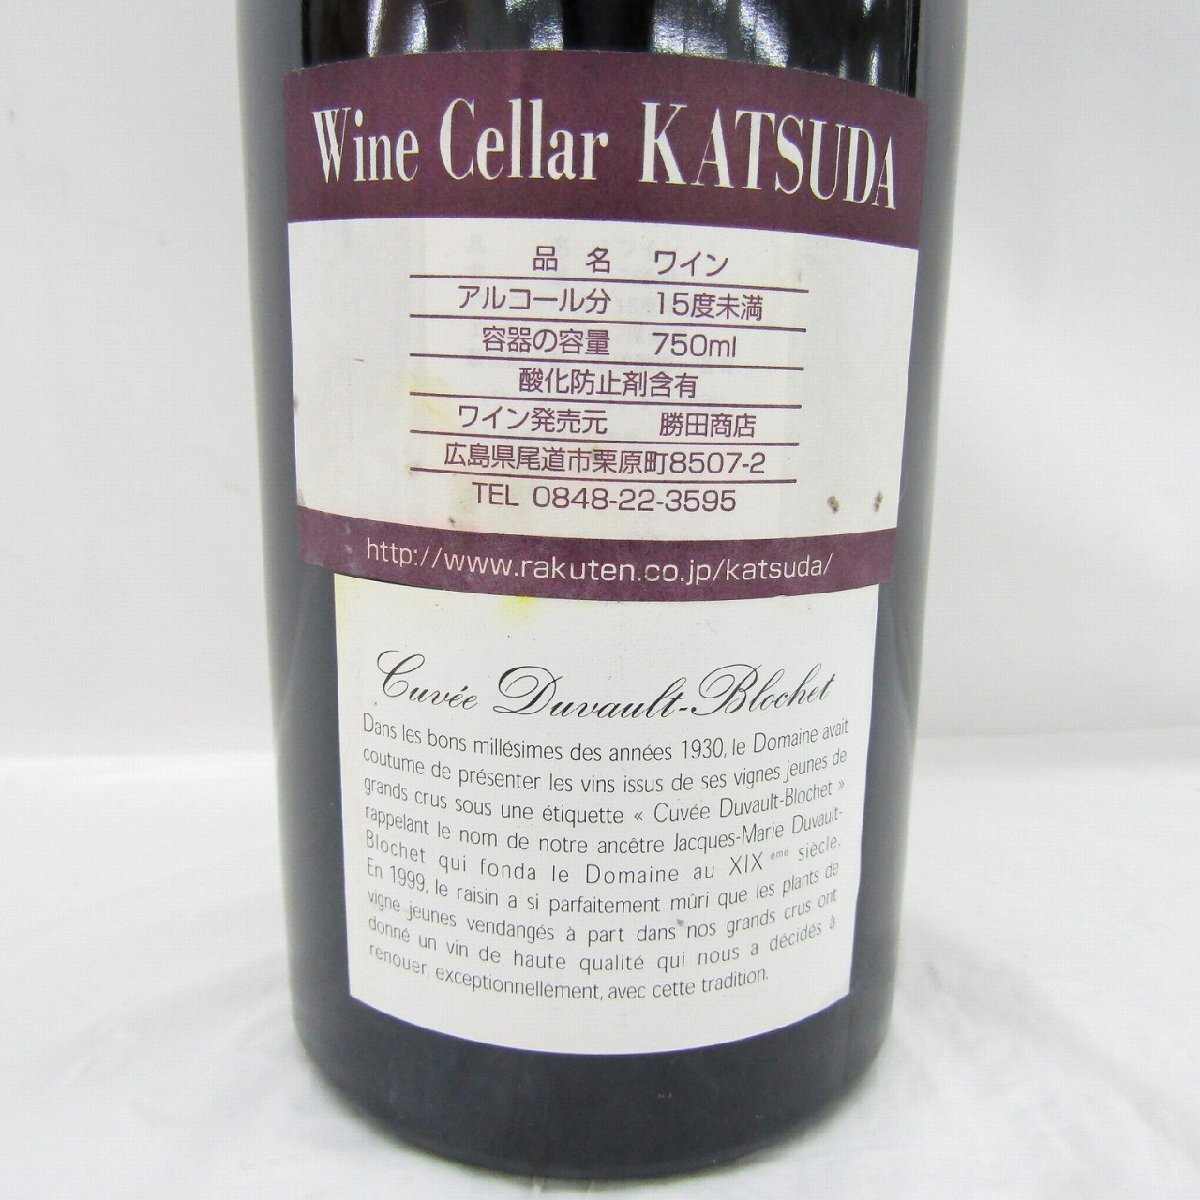 Wine Cellar KATSUDA
品名 ワイン
アルコール分 15度未満
容器の容量 750ml
酸化防止剤含有
ワイン発売元 勝田商店
広島県尾道市栗原町8507-2
TEL 0848-22-3595
http://www.rakuten.co.jp/katsuda/
Cuvée Duvault-Blochet
Dans les bons millésimes des années 1930, le Domaine avait
coutume de présenter les vins issus de ses vignes jeunes de
grands crus sous une étiquette « Cuvée Duvault-Blochet »
rappelant le nom de notre ancêtre Jacques-Marie Duvault-
Blochet qui fonda le Domaine au XIX ème siècle.
En 1999, le raisin a si parfaitement mûri que les plants de
vigne jeunes vendangés à part dans nos grands crus ont
donné un vin de haute qualité qui nous a décidés à
renouer, exceptionnellement, avec cette tradition.